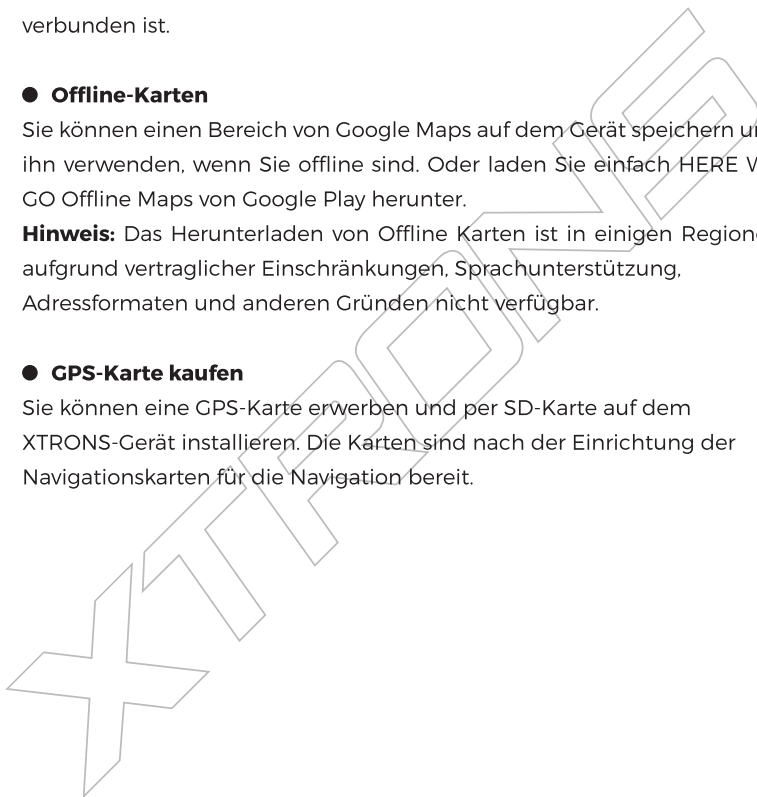 verbunden ist.
● Offline-Karten
Sie können einen Bereich von Google Maps auf dem Gerät speichern
ihn verwenden, wenn Sie offline sind. Oder laden Sie einfach HERE
GO Offline Maps von Google Play herunter.
Hinweis: Das Herunterladen von Offline Karten ist in einigen
aufgrund vertraglicher Einschränkungen, Sprachunterstützung,
Adressformaten und anderen Gründen nicht verfügbar.
● GPS-Karte kaufen
Sie können eine GPS-Karte erwerben und per SD-Karte auf dem
XTRONS-Gerät installieren. Die Karten sind nach der Einrichtung der
Navigationskarten für die Navigation bereit.
XTRONS